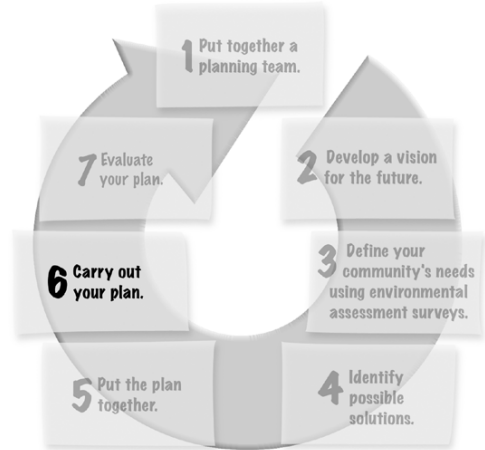 1 Put together a
planning team.
2 Develop a vision
for the future.
3 Define your
community's needs
using environmental
assessment surveys.
4 Identify
possible
solutions.
5 Put the plan
together.
6 Carry out
your plan.
7 Evaluate
your plan.